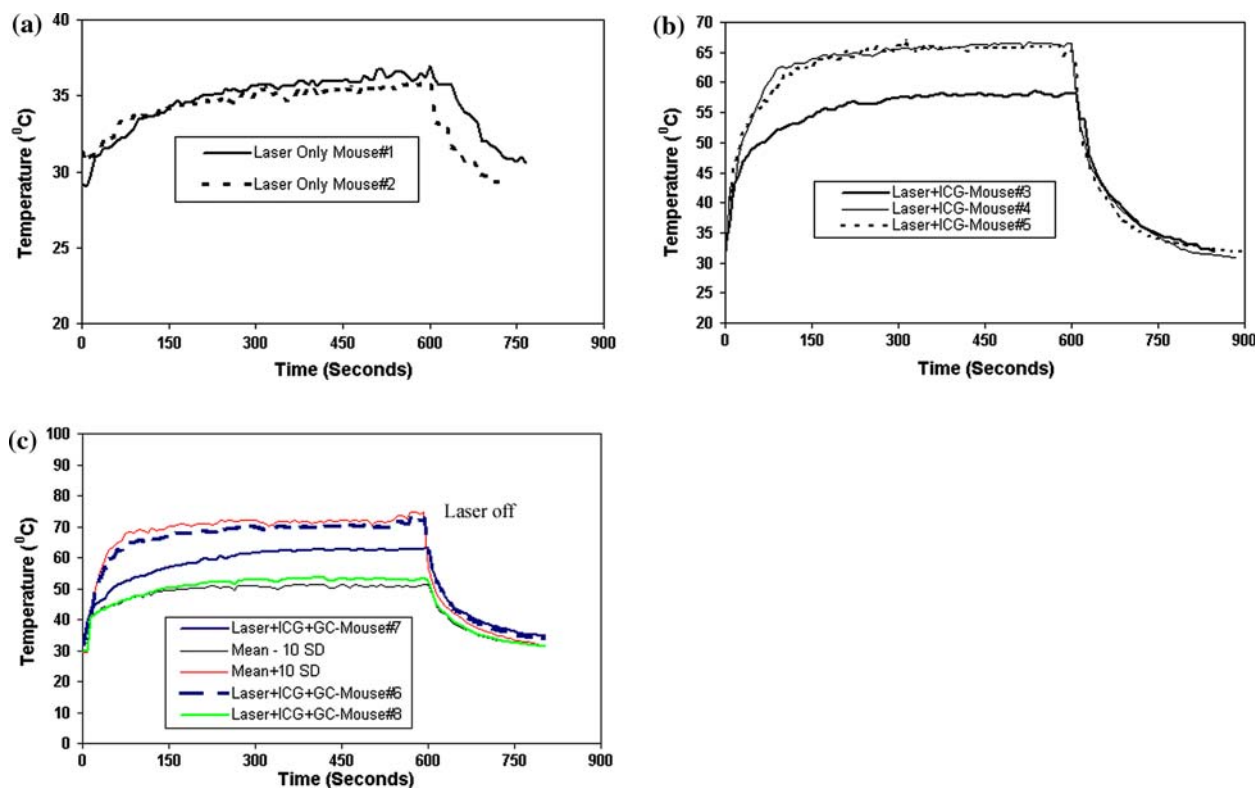 (a)
40
35
30
25
20
Temperature (⁰C)
Laser Only Mouse#1
Laser Only Mouse#2
0 150 300 450 600 750 900
Time (Seconds)
(b)
70
65
60
55
50
45
40
35
30
25
20
Temperature (⁰C)
Laser+ICG-Mouse#3
Laser+ICG-Mouse#4
Laser+ICG-Mouse#5
0 150 300 450 600 750 900
Time (Seconds)
(c)
100
90
80
70
60
50
40
30
20
10
0
Temperature (⁰C)
Laser off
Laser+ICG+GC-Mouse#7
Mean - 10 SD
Mean+10 SD
Laser+ICG+GC-Mouse#6
Laser+ICG+GC-Mouse#8
0 150 300 450 600 750 900
Time (Seconds)